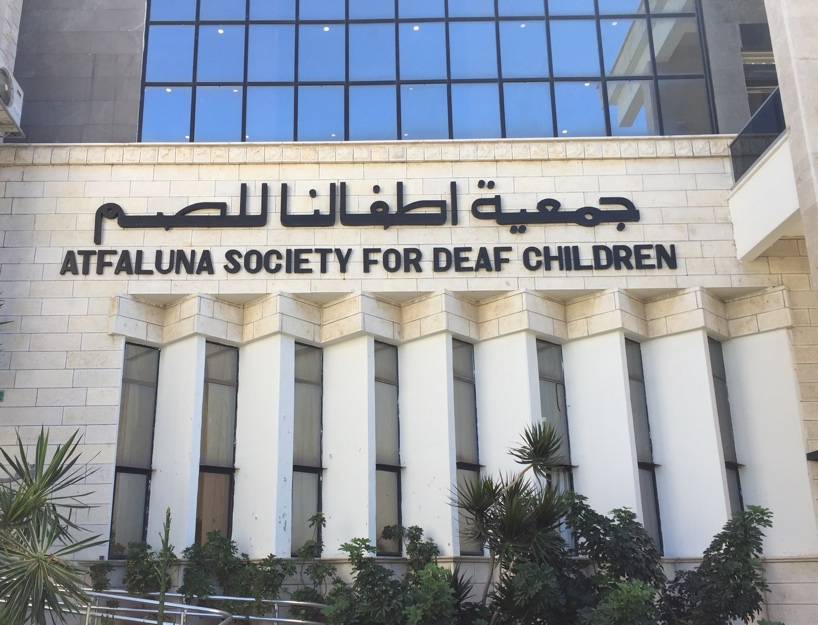 جمعية اطفالنا للصم
ATFALUNA SOCIETY FOR DEAF CHILDREN